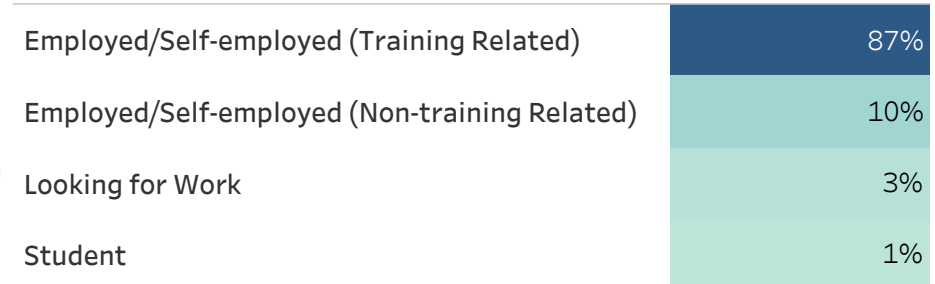 Employed/Self-employed (Training Related) 87%
Employed/Self-employed (Non-training Related) 10%
Looking for Work 3%
Student 1%